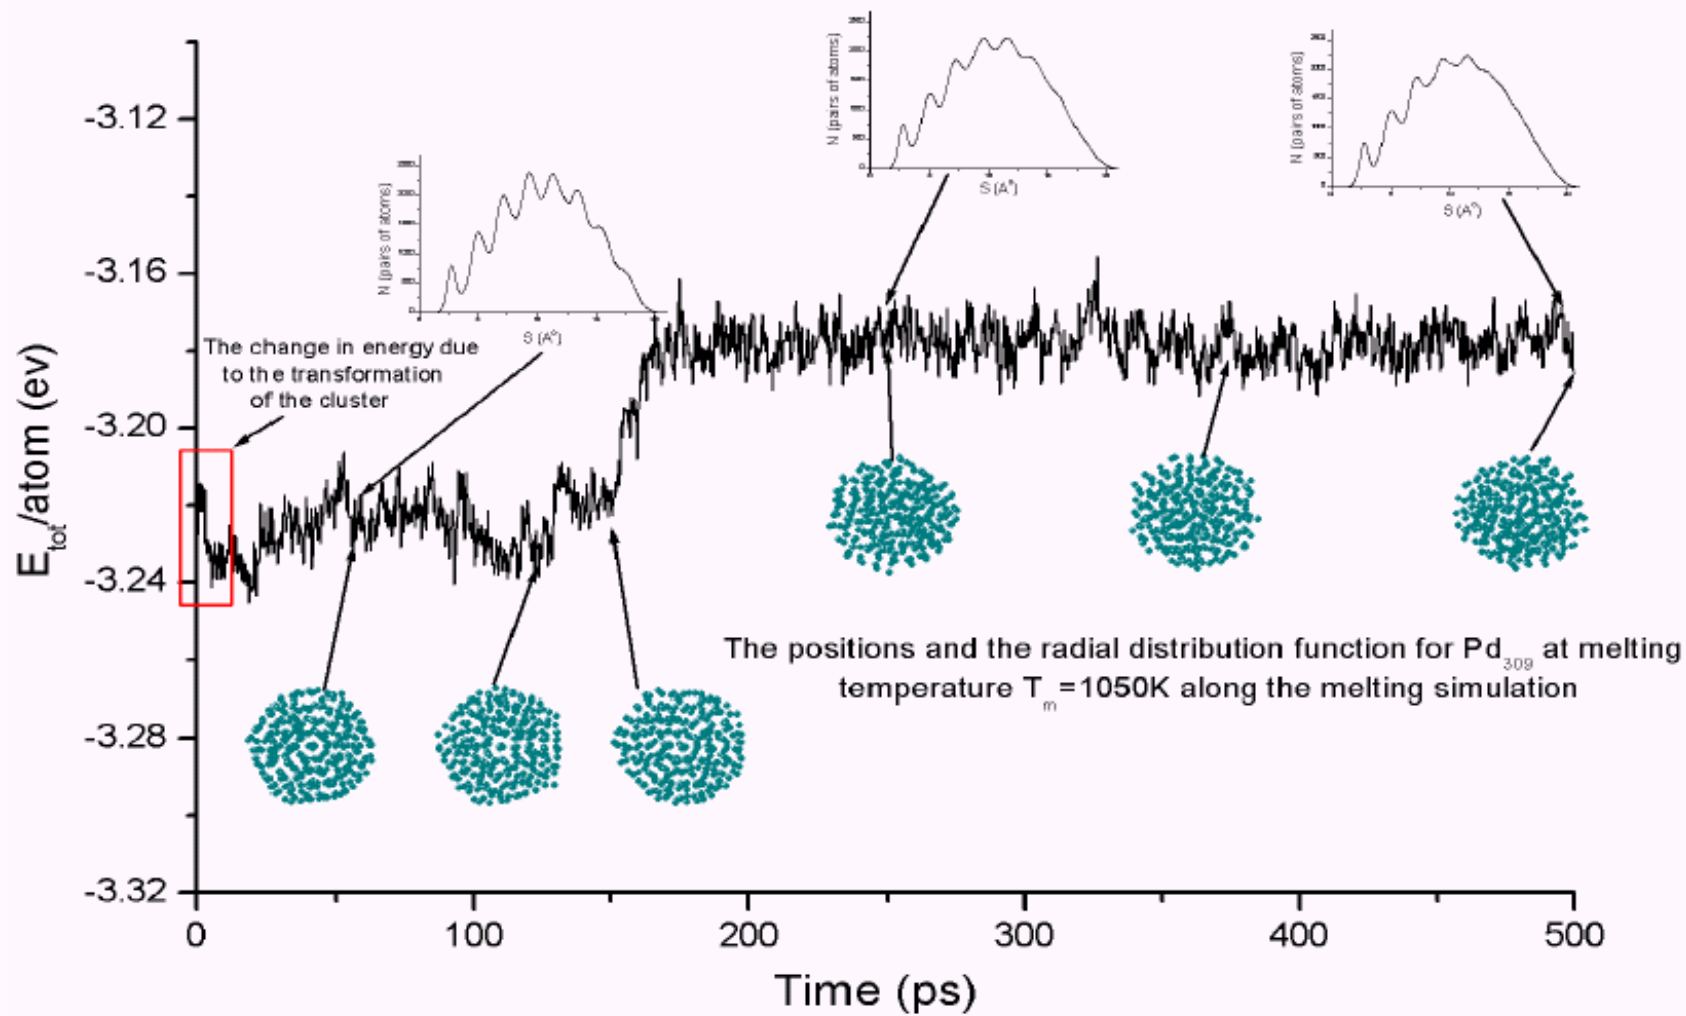 -3.12
-3.16
-3.20
-3.24
-3.28
-3.32
E_tot/atom (ev)
N (pairs of atoms)
S (A°)
N (pairs of atoms)
S (A°)
N (pairs of atoms)
S (A°)
The change in energy due
to the transformation
of the cluster
The positions and the radial distribution function for Pd_309 at melting
temperature T_m=1050K along the melting simulation
0 100 200 300 400 500
Time (ps)